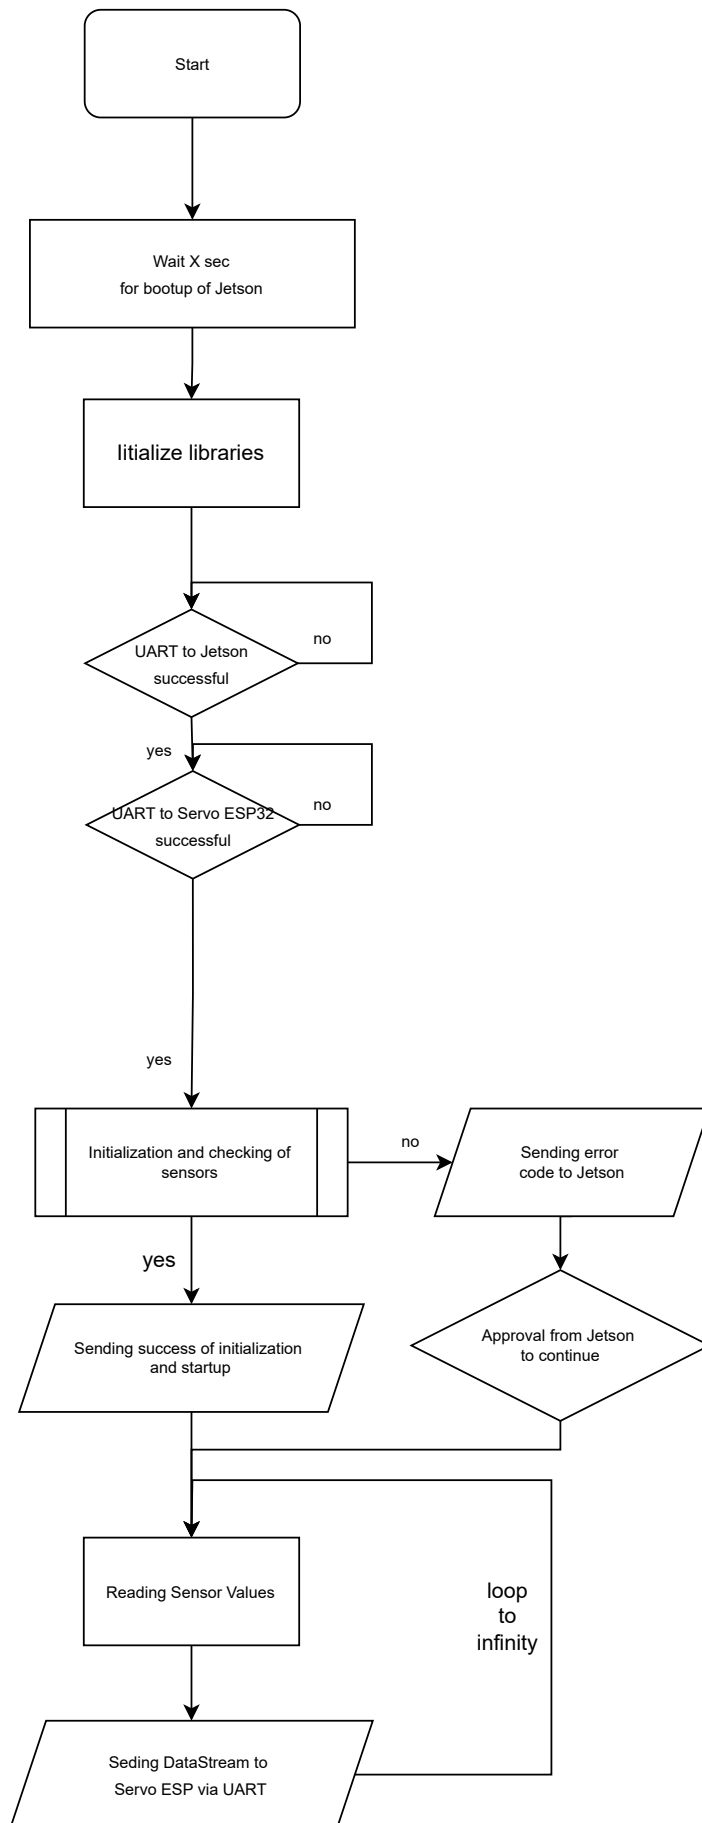 Start
Wait X sec
for bootup of Jetson
Iitialize libraries
no
UART to Jetson
successful
yes
no
UART to Servo ESP32
successful
yes
Initialization and checking of
sensors
no
Sending error
code to Jetson
yes
Sending success of initialization
and startup
Approval from Jetson
to continue
Reading Sensor Values
loop
to
infinity
Seding DataStream to
Servo ESP via UART